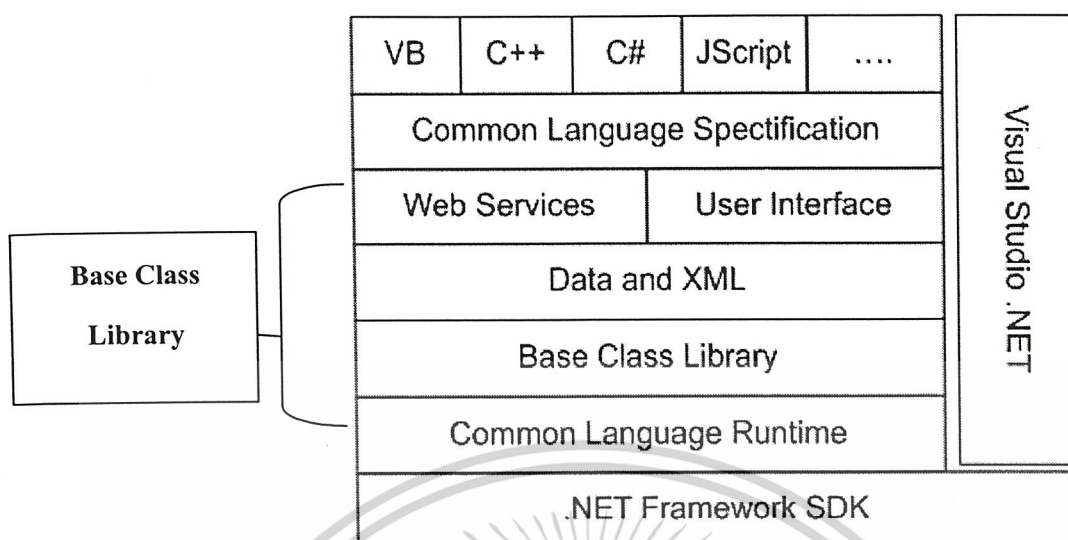 VB C++ C# JScript ....
Common Language Spectification
Web Services User Interface
Data and XML
Base Class Library
Common Language Runtime
.NET Framework SDK
Visual Studio .NET
Base Class
Library